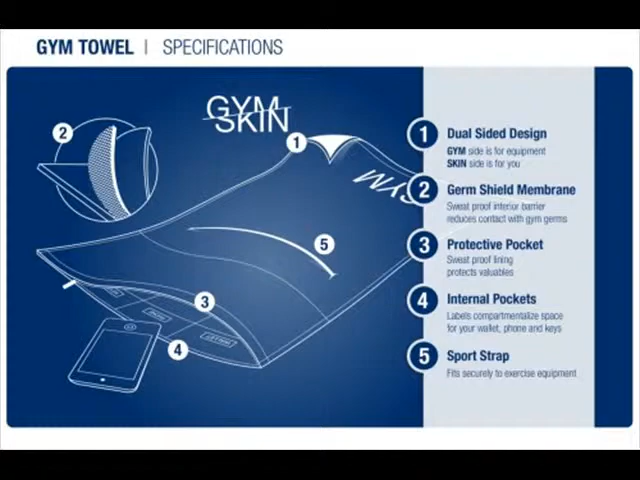 GYM TOWEL | SPECIFICATIONS
GYM
SKIN
2
1
GYM
5
3
4
1 Dual Sided Design
GYM side is for equipment
SKIN side is for you
2 Germ Shield Membrane
Sweat proof interior barrier
reduces contact with gym germs
3 Protective Pocket
Sweat proof lining
protects valuables
4 Internal Pockets
Labels compartmentalize space
for your wallet, phone and keys
5 Sport Strap
Fits securely to exercise equipment